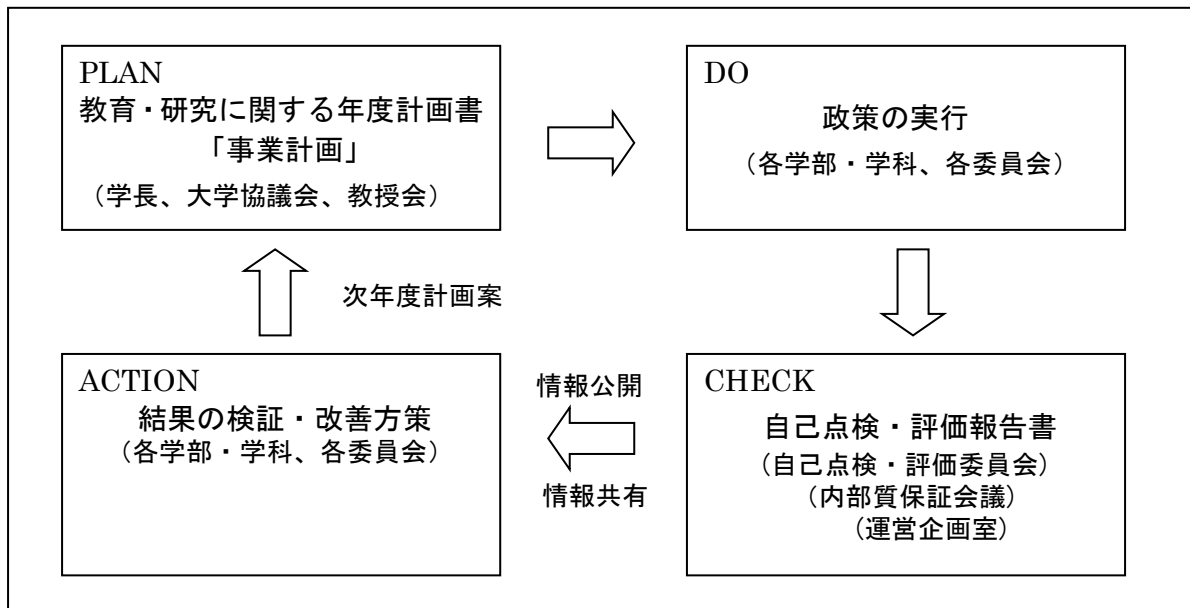 PLAN
教育・研究に関する年度計画書
「事業計画」
（学長、大学協議会、教授会）
DO
政策の実行
（各学部・学科、各委員会）
次年度計画案
ACTION
結果の検証・改善方策
（各学部・学科、各委員会）
情報公開
情報共有
CHECK
自己点検・評価報告書
（自己点検・評価委員会）
（内部質保証会議）
（運営企画室）